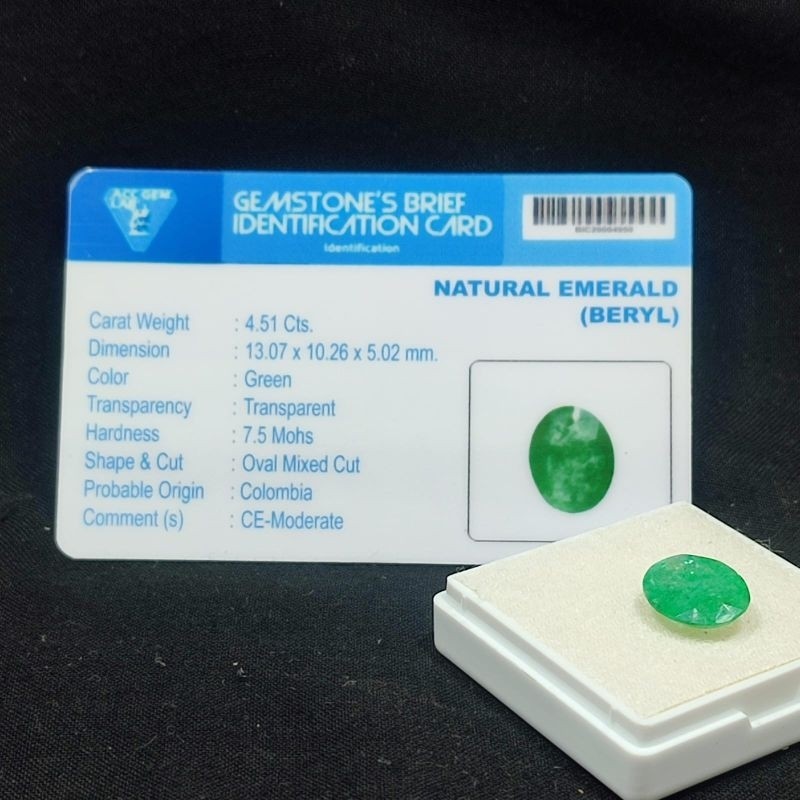 GEMSTONE'S BRIEF
IDENTIFICATION CARD
Identification
NATURAL EMERALD
(BERYL)
Carat Weight : 4.51 Cts.
Dimension : 13.07 x 10.26 x 5.02 mm.
Color : Green
Transparency : Transparent
Hardness : 7.5 Mohs
Shape & Cut : Oval Mixed Cut
Probable Origin : Colombia
Comment (s) : CE-Moderate